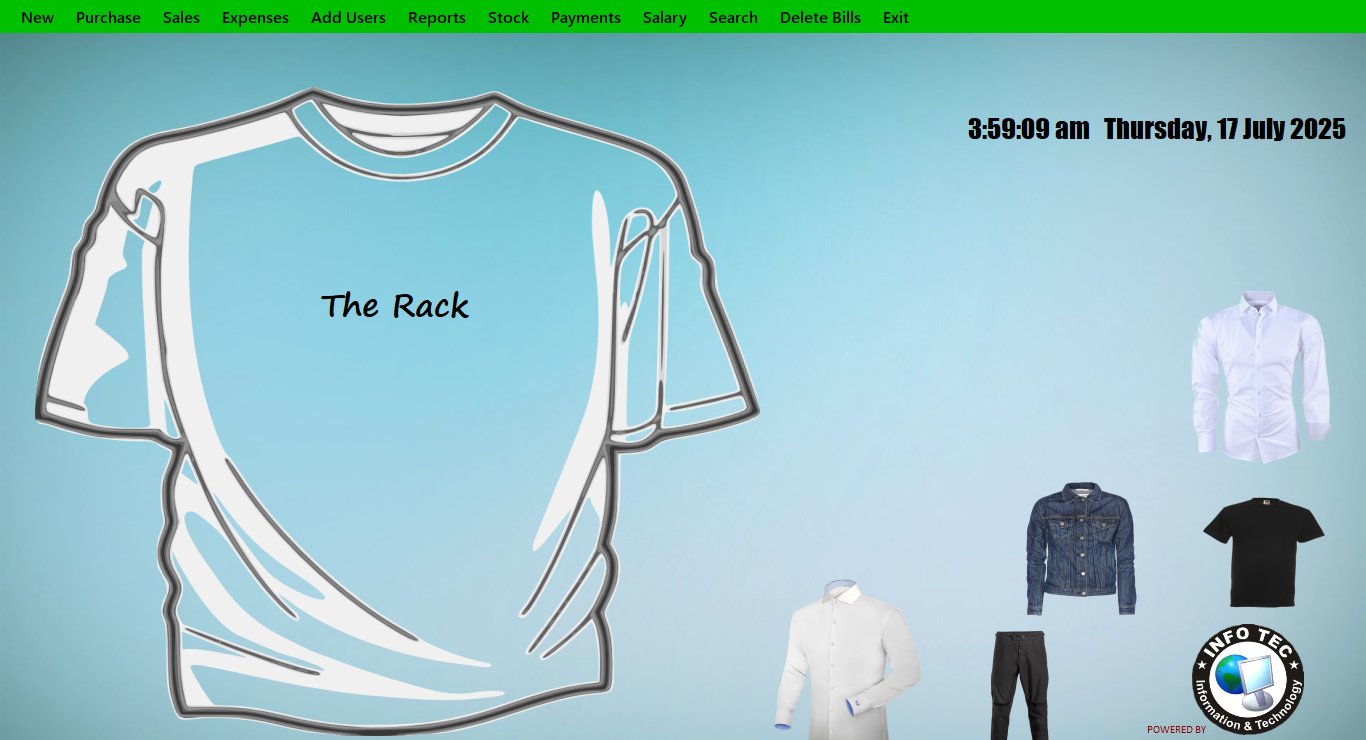 New Purchase Sales Expenses Add Users Reports Stock Payments Salary Search Delete Bills Exit
3:59:09 am Thursday, 17 July 2025
The Rack
INFO TEC
Information & Technology
POWERED BY